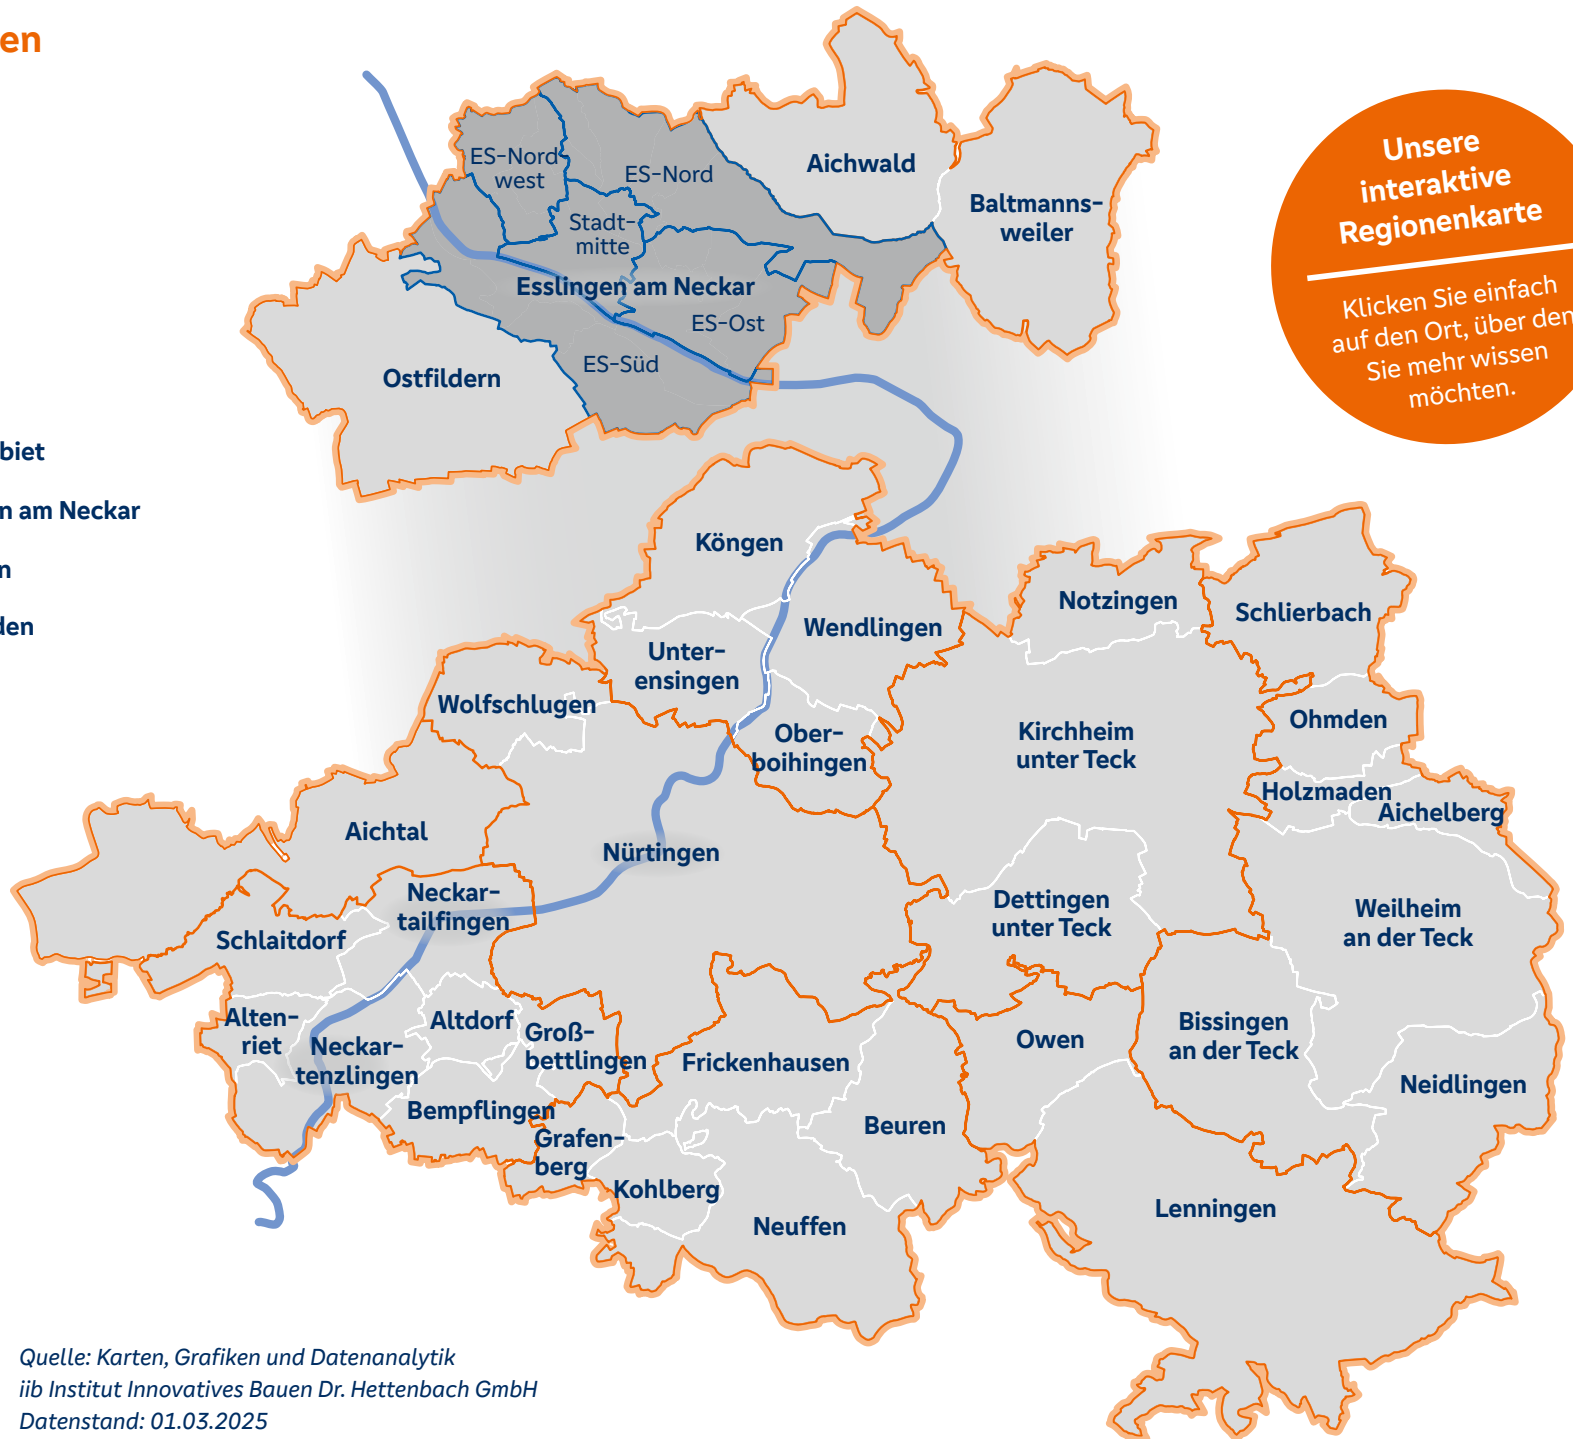 en
ES-Nord
west
ES-Nord
Aichwald
Baltmanns-
weiler
Stadt-
mitte
Esslingen am Neckar
ES-Ost
ES-Süd
Ostfildern
Unsere
interaktive
Regionenkarte
Klicken Sie einfach
auf den Ort, über den
Sie mehr wissen
möchten.
biet
n am Neckar
n
den
Köngen
Wendlingen
Notzingen
Schlierbach
Unter-
ensingen
Wolfschlugen
Ober-
boihingen
Kirchheim
unter Teck
Ohmden
Holzmaden
Aichelberg
Aichtal
Nürtingen
Neckar-
tailfingen
Dettingen
unter Teck
Weilheim
an der Teck
Schlaitdorf
Alten-
riet
Neckar-
tenzlingen
Altdorf
Groß-
bettlingen
Frickenhausen
Owen
Bissingen
an der Teck
Neidlingen
Bempflingen
Grafen-
berg
Beuren
Kohlberg
Neuffen
Lenningen
Quelle: Karten, Grafiken und Datenanalytik
iib Institut Innovatives Bauen Dr. Hettenbach GmbH
Datenstand: 01.03.2025